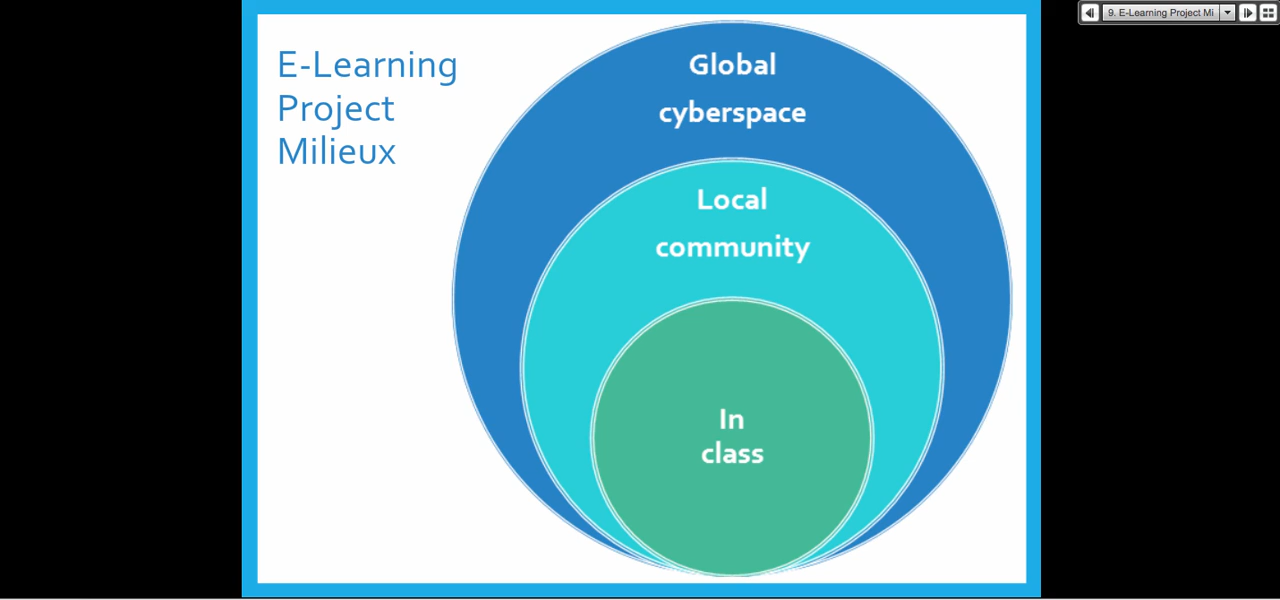 9. E-Learning Project Mi
E-Learning
Project
Milieux
Global
cyberspace
Local
community
In
class